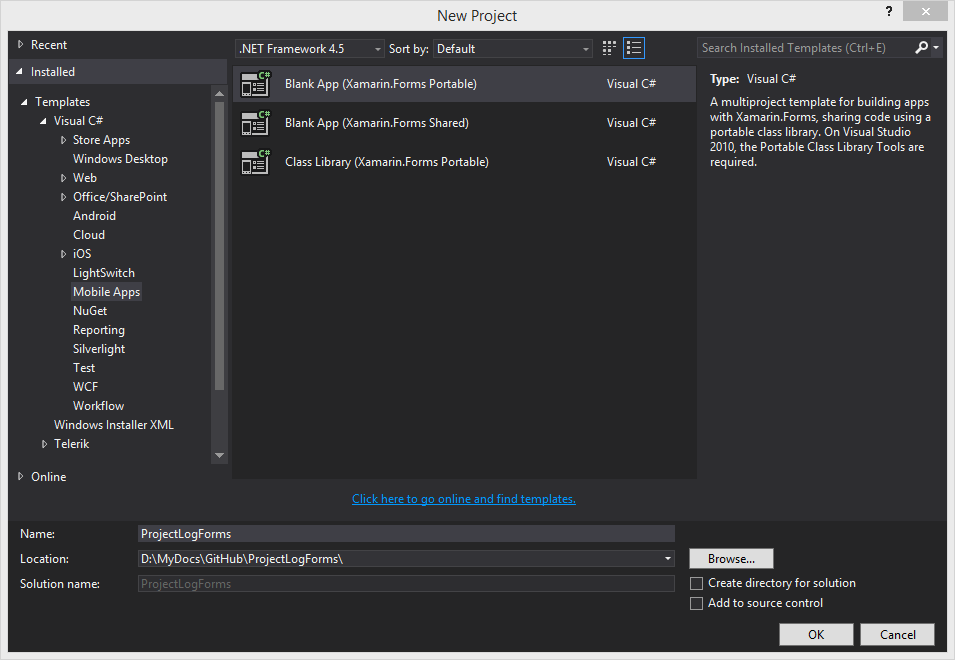 New Project
?
Recent
.NET Framework 4.5
Sort by:
Default
Search Installed Templates (Ctrl+E)
Installed
Templates
Visual C#
Store Apps
Windows Desktop
Web
Office/SharePoint
Android
Cloud
iOS
LightSwitch
Mobile Apps
NuGet
Reporting
Silverlight
Test
WCF
Workflow
Windows Installer XML
Telerik
Online
C# Blank App (Xamarin.Forms Portable) Visual C#
C# Blank App (Xamarin.Forms Shared) Visual C#
C# Class Library (Xamarin.Forms Portable) Visual C#
Type: Visual C#
A multiproject template for building apps
with Xamarin.Forms, sharing code using a
portable class library. On Visual Studio
2010, the Portable Class Library Tools are
required.
Click here to go online and find templates.
Name: ProjectLogForms
Location: D:\MyDocs\GitHub\ProjectLogForms\
Browse...
Solution name: ProjectLogForms
Create directory for solution
Add to source control
OK
Cancel